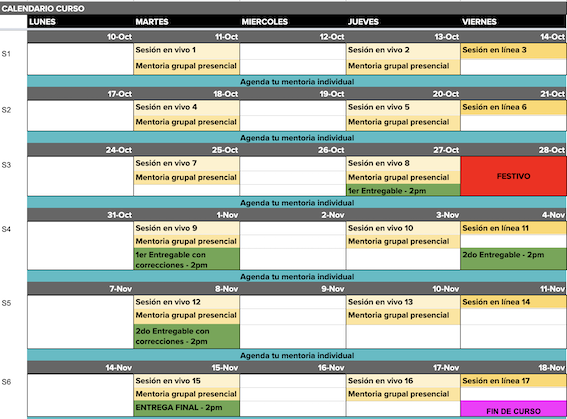 CALENDARIO CURSO
LUNES MARTES MIERCOLES JUEVES VIERNES
10-Oct 11-Oct 12-Oct 13-Oct 14-Oct
S1 Sesión en vivo 1 Sesión en vivo 2 Sesión en línea 3
Mentoria grupal presencial Mentoria grupal presencial
Agenda tu mentoria individual
17-Oct 18-Oct 19-Oct 20-Oct 21-Oct
S2 Sesión en vivo 4 Sesión en vivo 5 Sesión en línea 6
Mentoria grupal presencial Mentoria grupal presencial
Agenda tu mentoria individual
24-Oct 25-Oct 26-Oct 27-Oct 28-Oct
S3 Sesión en vivo 7 Sesión en vivo 8 FESTIVO
Mentoria grupal presencial Mentoria grupal presencial
1er Entregable - 2pm
Agenda tu mentoria individual
31-Oct 1-Nov 2-Nov 3-Nov 4-Nov
S4 Sesión en vivo 9 Sesión en vivo 10 Sesión en línea 11
Mentoria grupal presencial Mentoria grupal presencial
1er Entregable con 2do Entregable - 2pm
correcciones - 2pm
Agenda tu mentoria individual
7-Nov 8-Nov 9-Nov 10-Nov 11-Nov
S5 Sesión en vivo 12 Sesión en vivo 13 Sesión en línea 14
Mentoria grupal presencial Mentoria grupal presencial
2do Entregable con
correcciones - 2pm
Agenda tu mentoria individual
14-Nov 15-Nov 16-Nov 17-Nov 18-Nov
S6 Sesión en vivo 15 Sesión en vivo 16 Sesión en línea 17
Mentoria grupal presencial Mentoria grupal presencial
ENTREGA FINAL - 2pm FIN DE CURSO